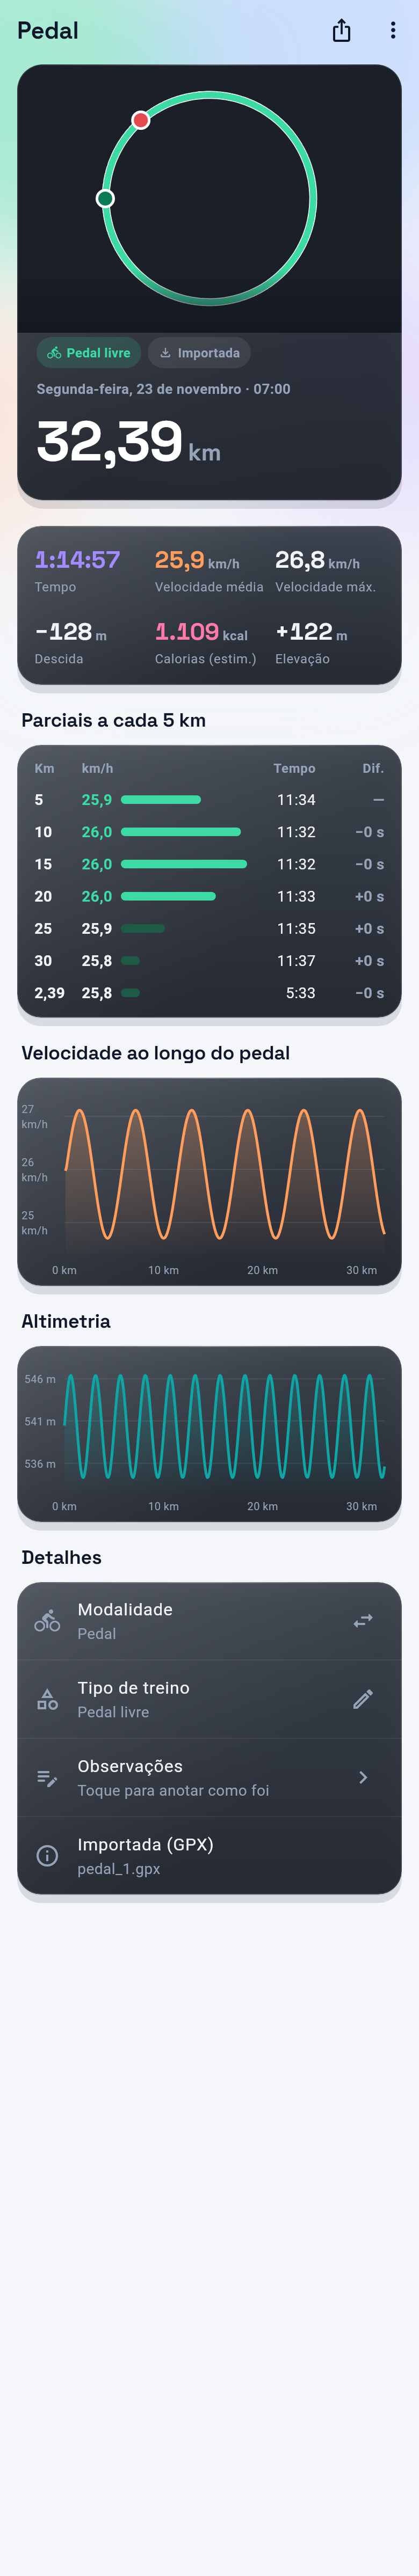 Pedal
Pedal livre
Importada
Segunda-feira, 23 de novembro · 07:00
32,39 km
1:14:57
25,9 km/h
26,8 km/h
Tempo
Velocidade média
Velocidade máx.
−128 m
1.109 kcal
+122 m
Descida
Calorias (estim.)
Elevação
Parciais a cada 5 km
Km km/h Tempo Dif.
5 25,9 11:34 —
10 26,0 11:32 −0 s
15 26,0 11:32 −0 s
20 26,0 11:33 +0 s
25 25,9 11:35 +0 s
30 25,8 11:37 +0 s
2,39 25,8 5:33 −0 s
Velocidade ao longo do pedal
27
km/h
26
km/h
25
km/h
0 km 10 km 20 km 30 km
Altimetria
546 m
541 m
536 m
0 km 10 km 20 km 30 km
Detalhes
Modalidade
Pedal
Tipo de treino
Pedal livre
Observações
Toque para anotar como foi
Importada (GPX)
pedal_1.gpx